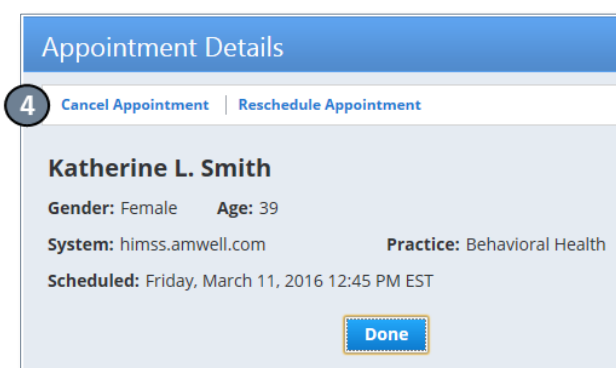 Appointment Details
4 Cancel Appointment | Reschedule Appointment
Katherine L. Smith
Gender: Female Age: 39
System: himss.amwell.com Practice: Behavioral Health
Scheduled: Friday, March 11, 2016 12:45 PM EST
Done